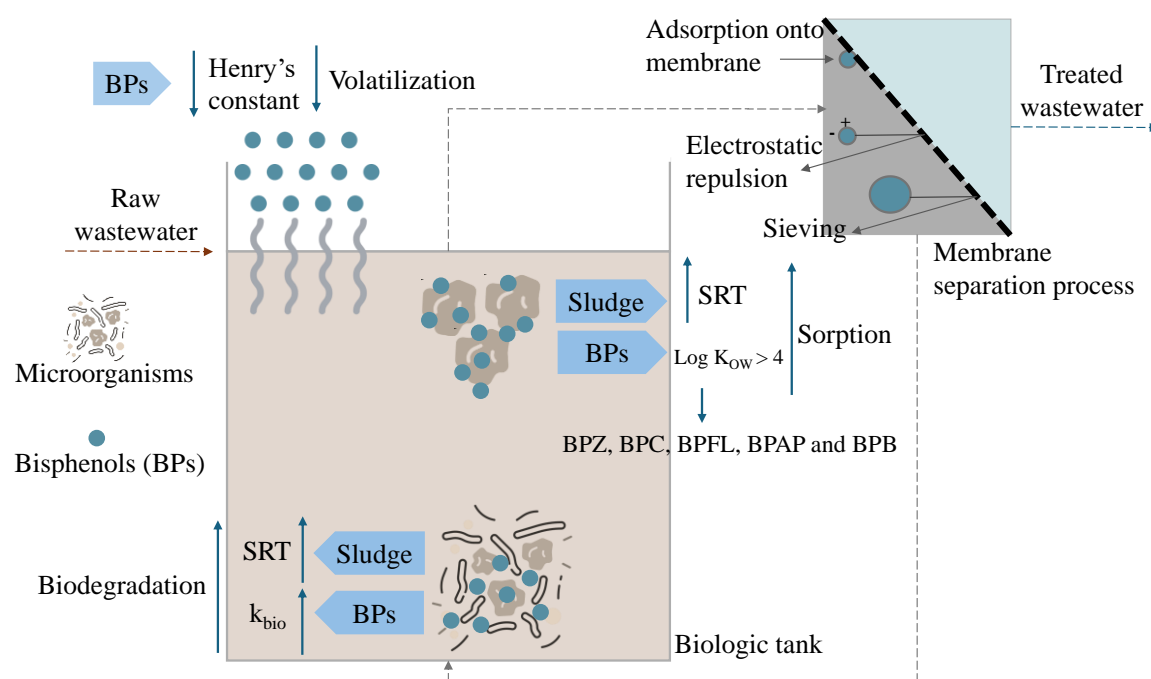 BPs
Henry's
constant
Volatilization
Adsorption onto
membrane
Treated
wastewater
+
-
Electrostatic
repulsion
Sieving
Membrane
separation process
Raw
wastewater
Microorganisms
Bisphenols (BPs)
Sludge
SRT
BPs
Log K_OW > 4
Sorption
BPZ, BPC, BPFL, BPAP and BPB
Biodegradation
SRT
Sludge
k_bio
BPs
Biologic tank